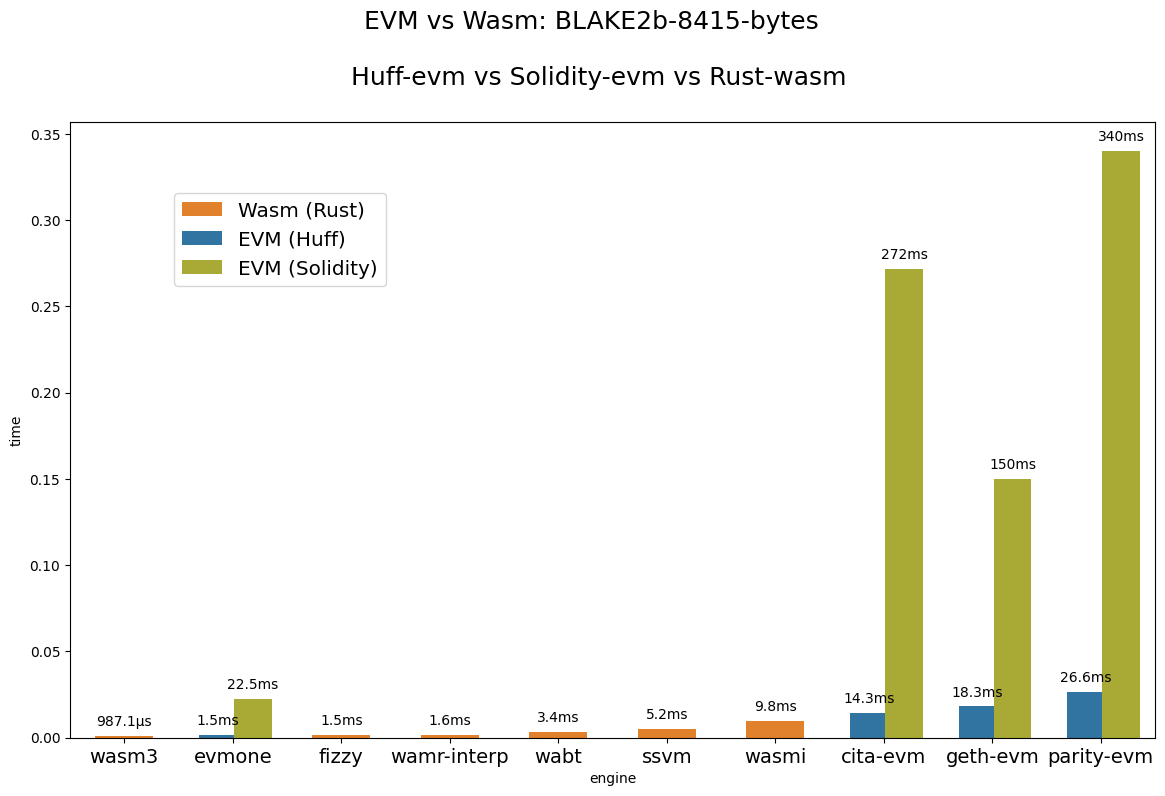 EVM vs Wasm: BLAKE2b-8415-bytes
Huff-evm vs Solidity-evm vs Rust-wasm
0.35
0.30
0.25
0.20
0.15
0.10
0.05
0.00
time
Wasm (Rust)
EVM (Huff)
EVM (Solidity)
987.1µs
1.5ms
22.5ms
1.5ms
1.6ms
3.4ms
5.2ms
9.8ms
14.3ms
272ms
18.3ms
150ms
26.6ms
340ms
wasm3 evmone fizzy wamr-interp wabt ssvm wasmi cita-evm geth-evm parity-evm
engine